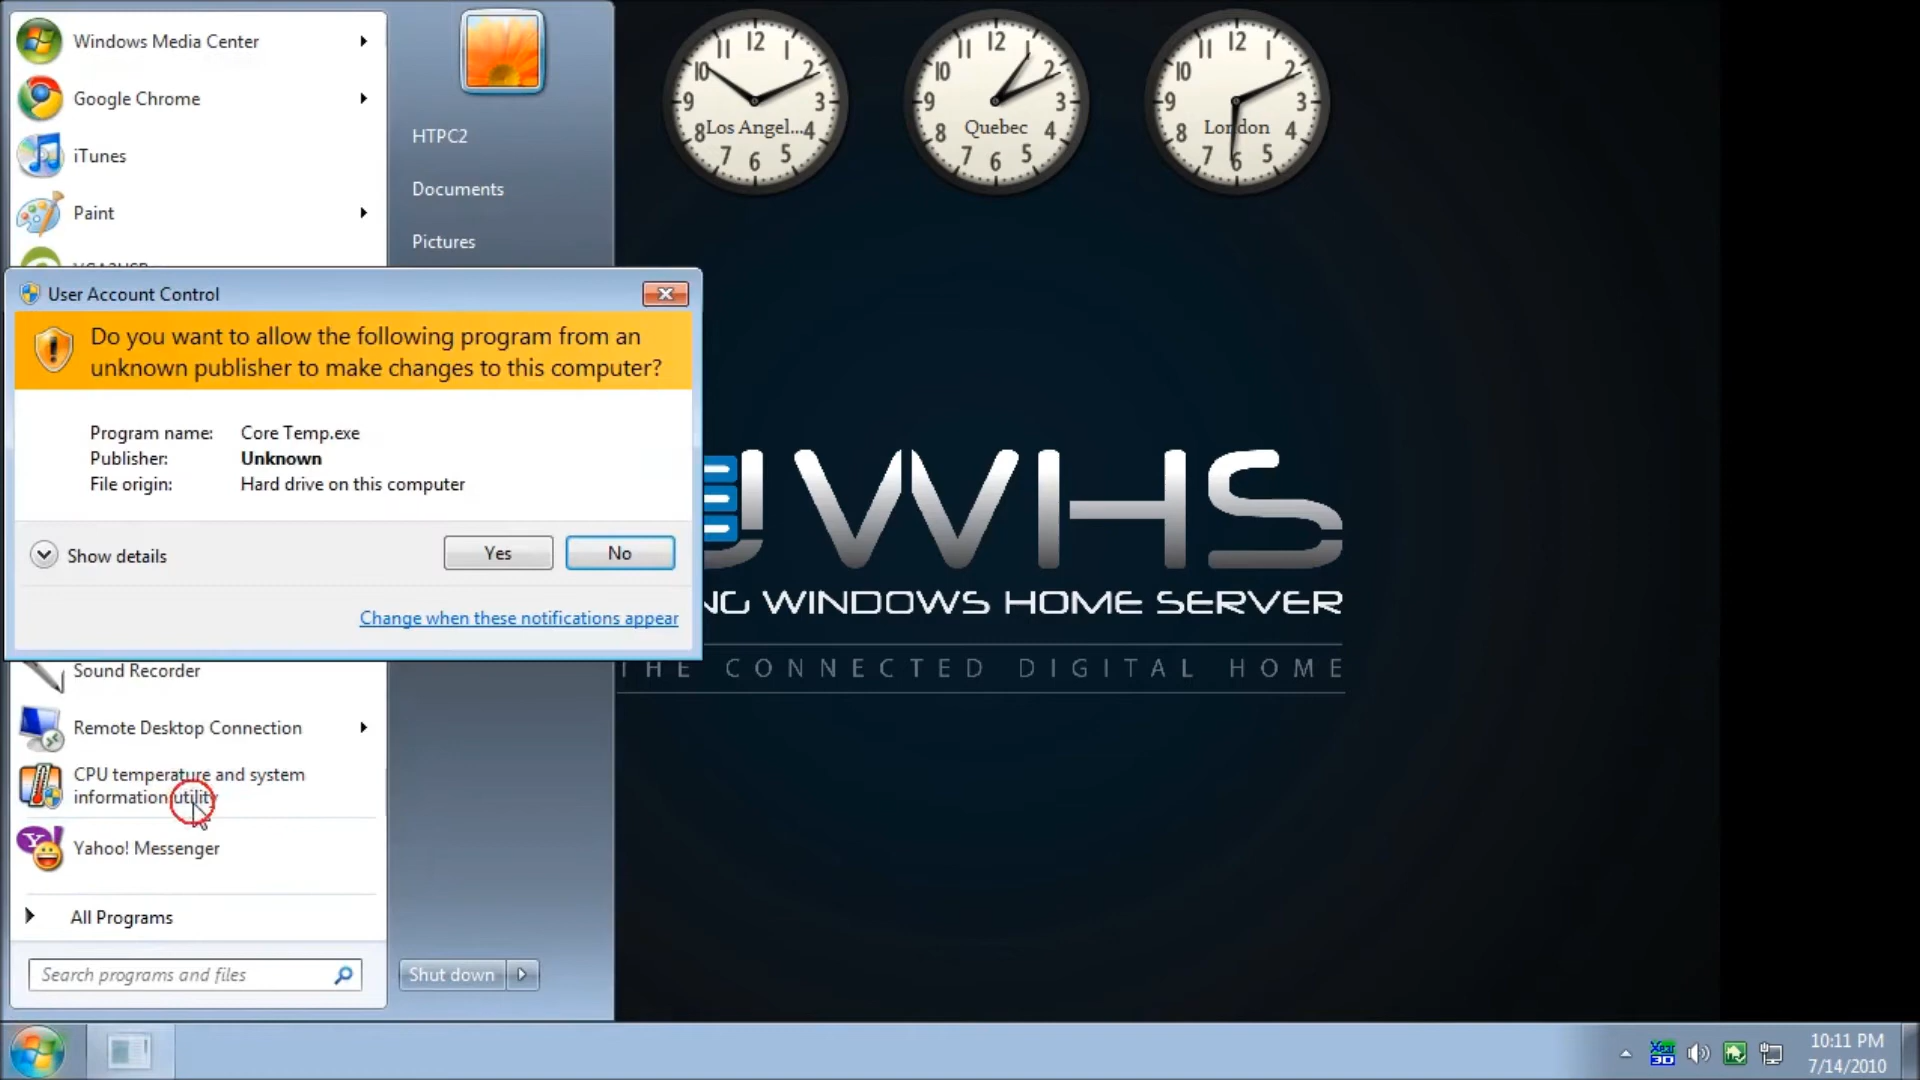 Windows Media Center
Google Chrome
iTunes
Paint
HTPC2
Documents
Pictures
12
11 1
10 2
9 3
8 Los Angel... 4
7 5
6
12
11 1
10 2
9 3
8 Quebec 4
7 5
6
12
11 1
10 2
9 3
8 London 4
7 5
6
User Account Control
Do you want to allow the following program from an
unknown publisher to make changes to this computer?
Program name: Core Temp.exe
Publisher: Unknown
File origin: Hard drive on this computer
Show details
Yes
No
Change when these notifications appear
WHS
WINDOWS HOME SERVER
THE CONNECTED DIGITAL HOME
Sound Recorder
Remote Desktop Connection
CPU temperature and system
information utility
Yahoo! Messenger
All Programs
Search programs and files
Shut down
Xear
3D
10:11 PM
7/14/2010